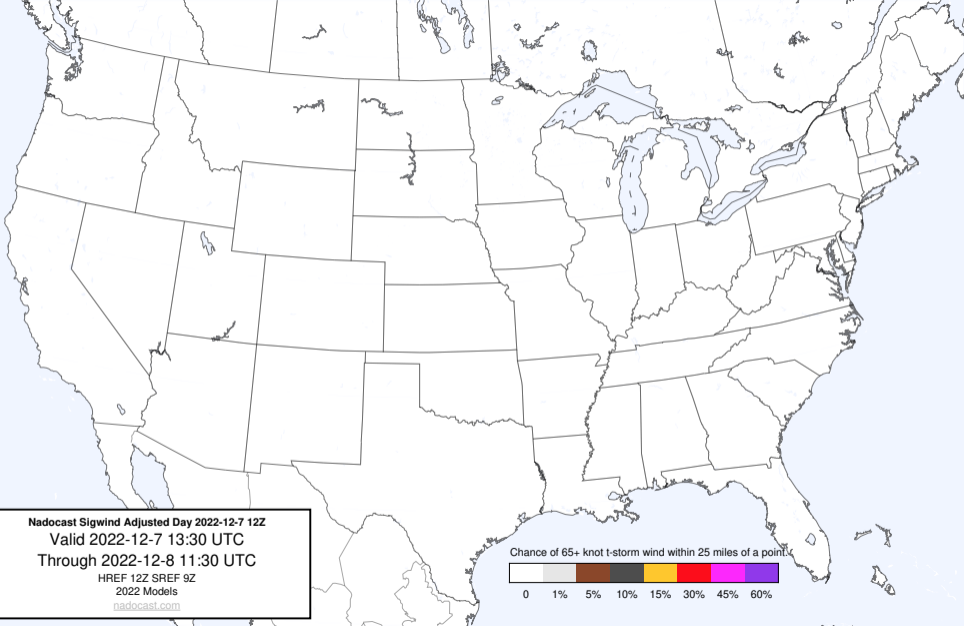 Nadocast Sigwind Adjusted Day 2022-12-7 12Z
Valid 2022-12-7 13:30 UTC
Through 2022-12-8 11:30 UTC
HREF 12Z SREF 9Z
2022 Models
nadocast.com
Chance of 65+ knot t-storm wind within 25 miles of a point.
0 1% 5% 10% 15% 30% 45% 60%